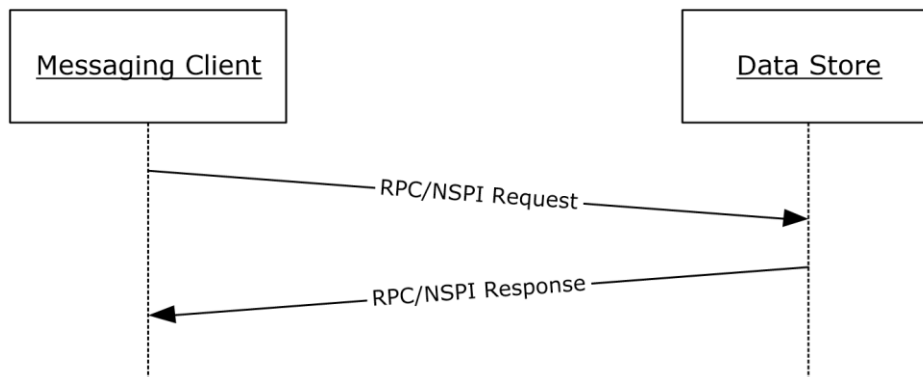 Messaging Client
Data Store
RPC/NSPI Request
RPC/NSPI Response